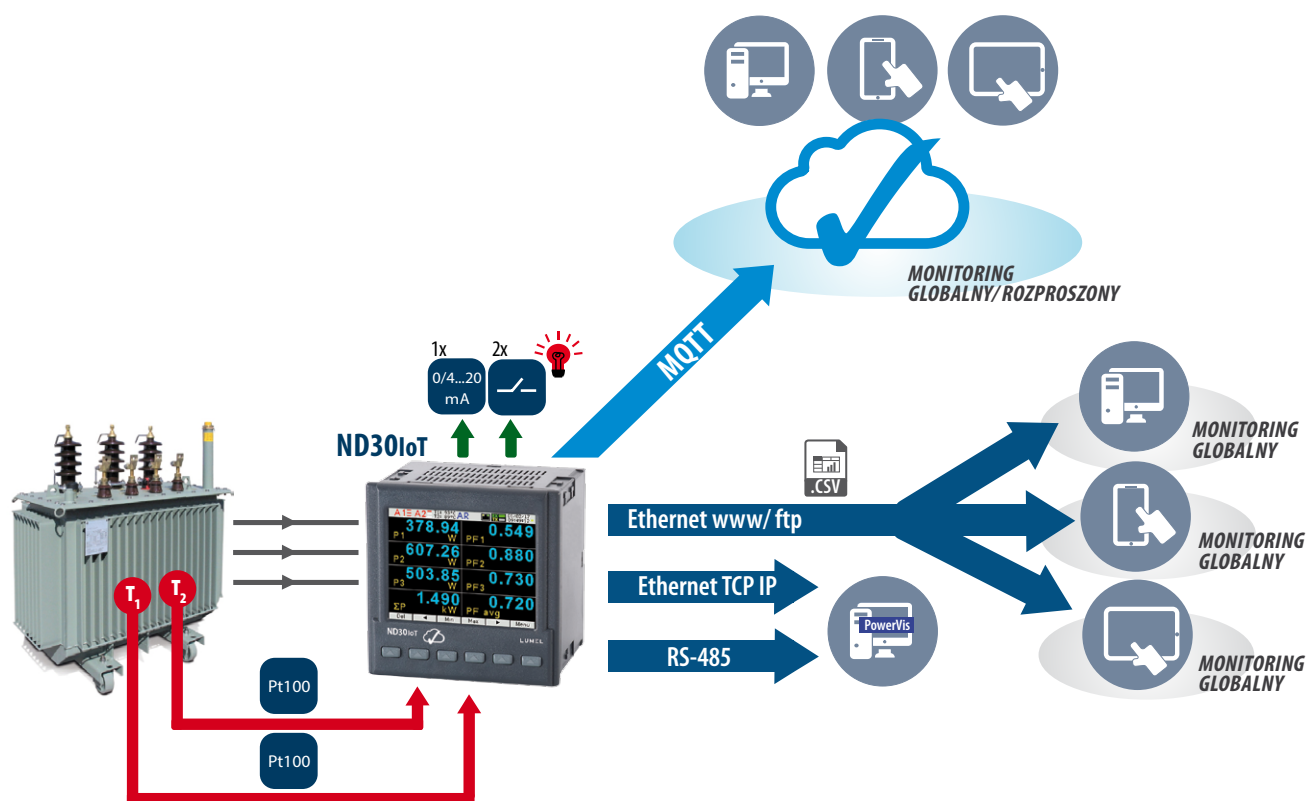 MONITORING
GLOBALNY/ROZPROSZONY
MQTT
1x
2x
0/4...20
mA
ND30IoT
.CSV
Ethernet www/ ftp
Ethernet TCP IP
RS-485
PowerVis
MONITORING
GLOBALNY
MONITORING
GLOBALNY
MONITORING
GLOBALNY
A1 A2 AR
378.94 0.549
P1 W PF1
607.26 0.880
P2 W PF2
503.85 0.730
P3 W PF3
1.490 0.720
ΣP kW PF avg
Del ◄ Min Max ► Menu
ND30IoT LUMEL
T1
T2
Pt100
Pt100